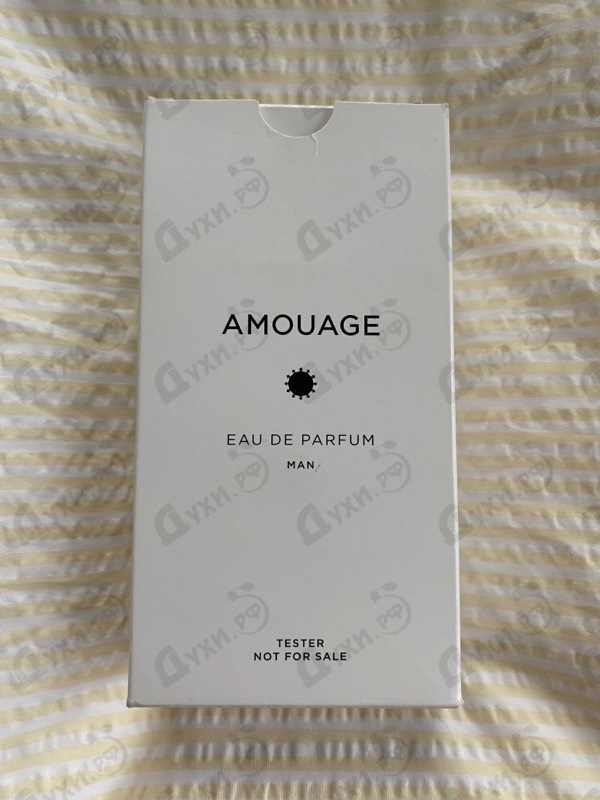 AMOUAGE
EAU DE PARFUM
MAN
TESTER
NOT FOR SALE
Духи.рф